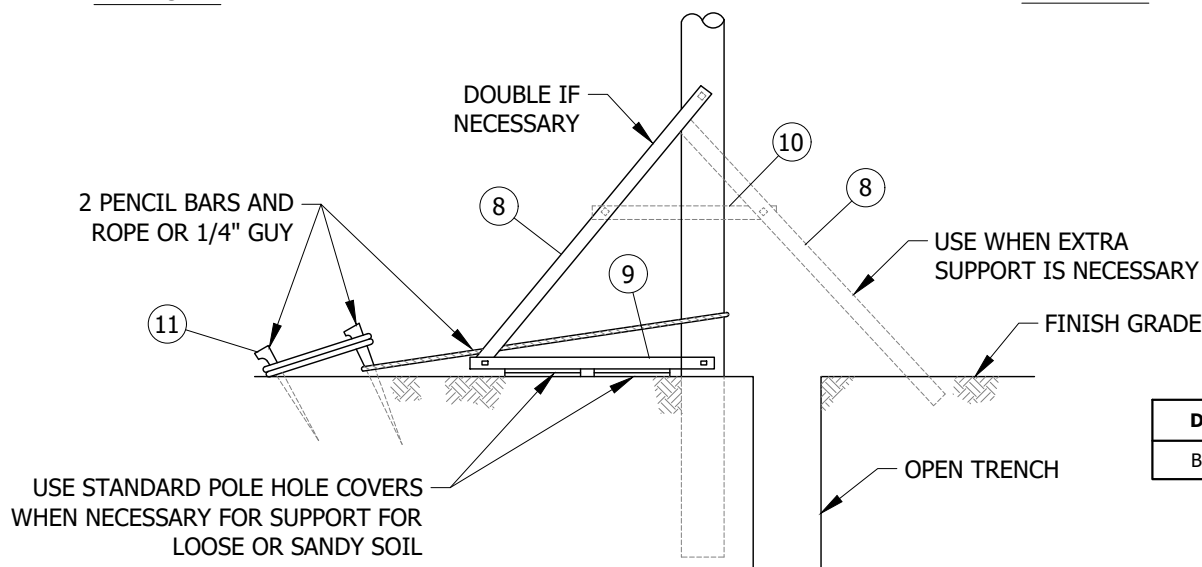 DOUBLE IF
NECESSARY
10
2 PENCIL BARS AND
ROPE OR 1/4" GUY
8
8
USE WHEN EXTRA
SUPPORT IS NECESSARY
9
11
FINISH GRADE
D
B
OPEN TRENCH
USE STANDARD POLE HOLE COVERS
WHEN NECESSARY FOR SUPPORT FOR
LOOSE OR SANDY SOIL